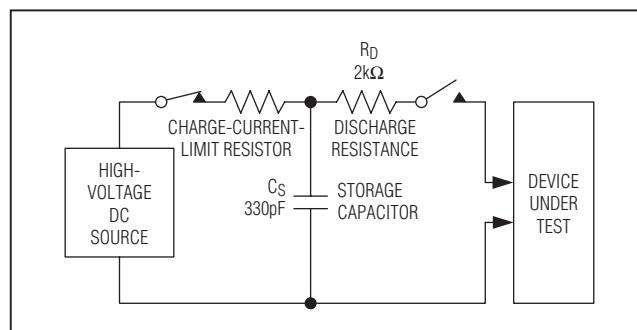 R_D
2kΩ
CHARGE-CURRENT-
LIMIT RESISTOR
DISCHARGE
RESISTANCE
HIGH-
VOLTAGE
DC
SOURCE
C_S
330pF
STORAGE
CAPACITOR
DEVICE
UNDER
TEST